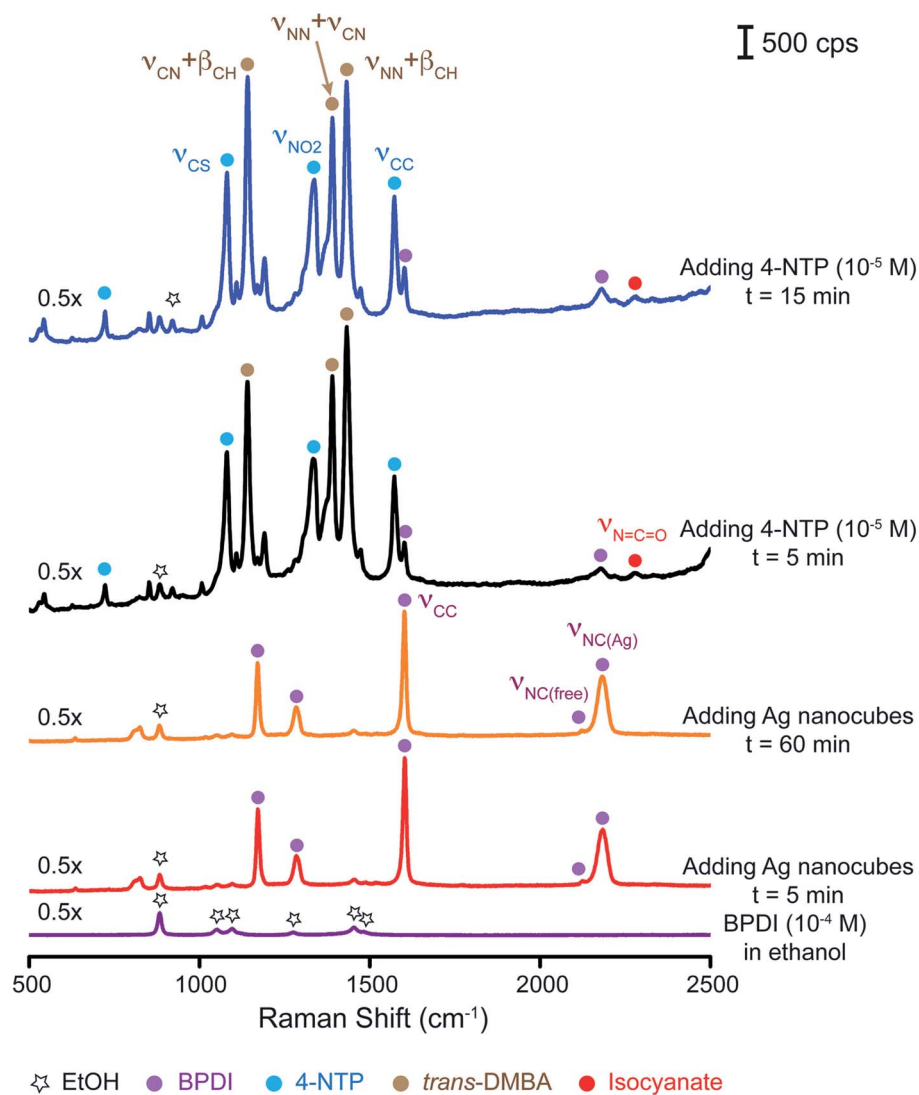 500 cps
ν_NN+ν_CN
ν_CN+β_CH
ν_NN+β_CH
ν_CS
ν_NO2
ν_CC
0.5x
Adding 4-NTP (10⁻⁵ M)
t = 15 min
ν_N=C=O
0.5x
Adding 4-NTP (10⁻⁵ M)
t = 5 min
ν_CC
ν_NC(Ag)
ν_NC(free)
0.5x
Adding Ag nanocubes
t = 60 min
0.5x
Adding Ag nanocubes
t = 5 min
0.5x
BPDI (10⁻⁴ M)
in ethanol
500 1000 1500 2000 2500
Raman Shift (cm⁻¹)
EtOH BPDI 4-NTP trans-DMBA Isocyanate